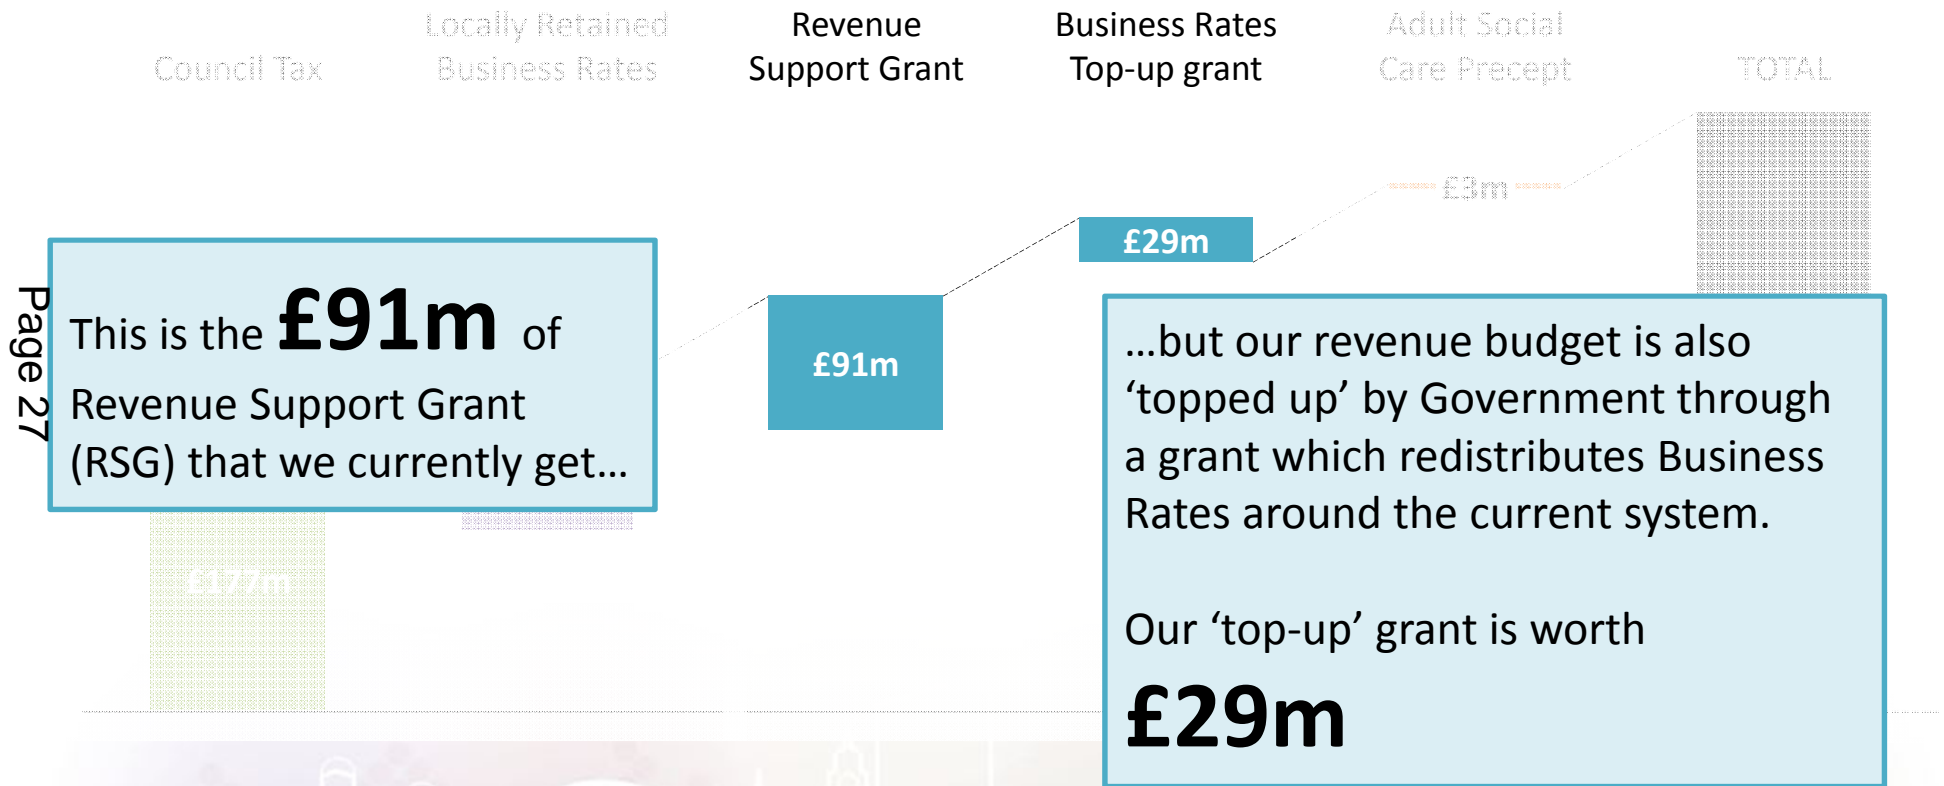 Council Tax
Locally Retained
Business Rates
Revenue
Support Grant
Business Rates
Top-up grant
Adult Social
Care Precept
TOTAL
£3m
£29m
£91m
£177m
This is the £91m of
Revenue Support Grant
(RSG) that we currently get…
…but our revenue budget is also
‘topped up’ by Government through
a grant which redistributes Business
Rates around the current system.
Our ‘top-up’ grant is worth
£29m
Page 27